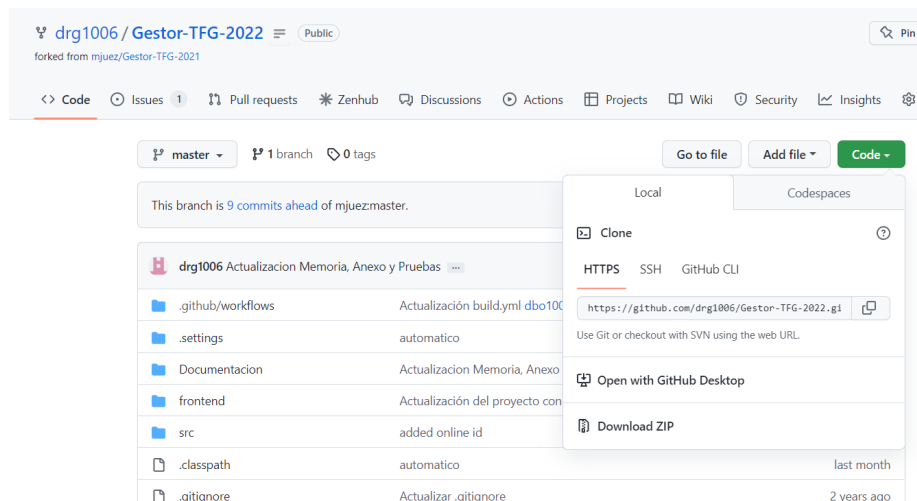 drg1006 / Gestor-TFG-2022 Public Pin
forked from mjuez/Gestor-TFG-2021
Code Issues 1 Pull requests Zenhub Discussions Actions Projects Wiki Security Insights
master 1 branch 0 tags Go to file Add file Code
Local Codespaces
This branch is 9 commits ahead of mjuez:master.
Clone
drg1006 Actualizacion Memoria, Anexo y Pruebas ...
HTTPS SSH GitHub CLI
.github/workflows Actualización build.yml dbo100
https://github.com/drg1006/Gestor-TFG-2022.gi
Use Git or checkout with SVN using the web URL.
.settings automatico
Documentacion Actualizacion Memoria, Anexo
Open with GitHub Desktop
frontend Actualización del proyecto con
Download ZIP
src added online id
.classpath automatico last month
.gitignore Actualizar .gitignore 2 years ago